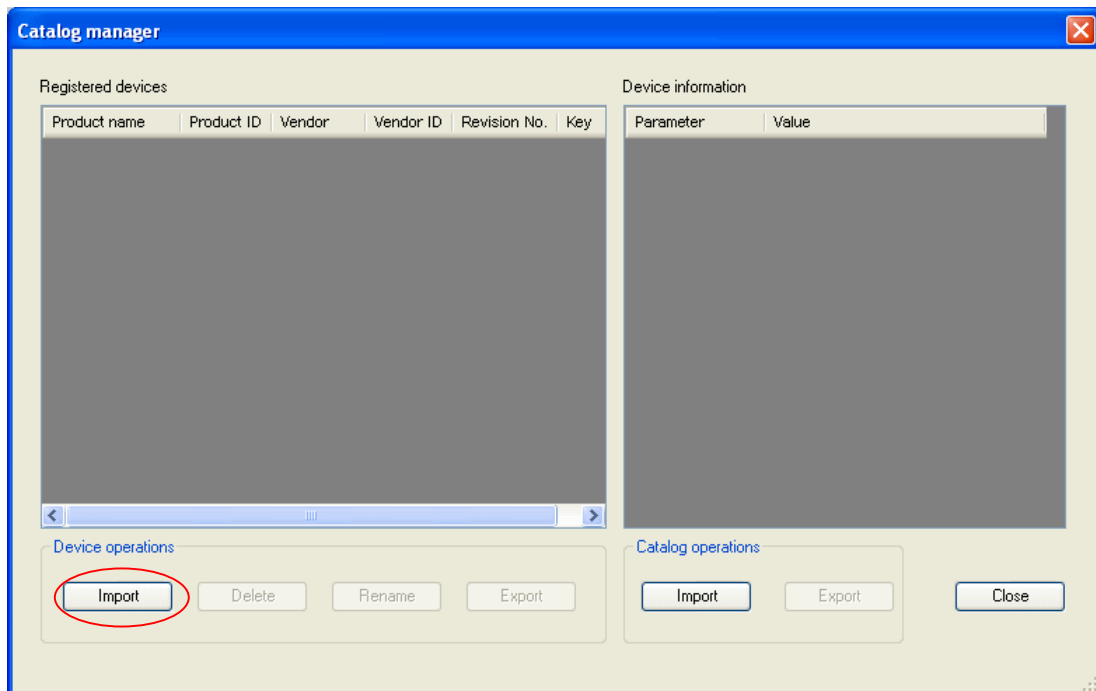 Catalog manager
Registered devices
Device information
Product name Product ID Vendor Vendor ID Revision No. Key
Parameter Value
Device operations
Catalog operations
Import Delete Rename Export
Import Export
Close